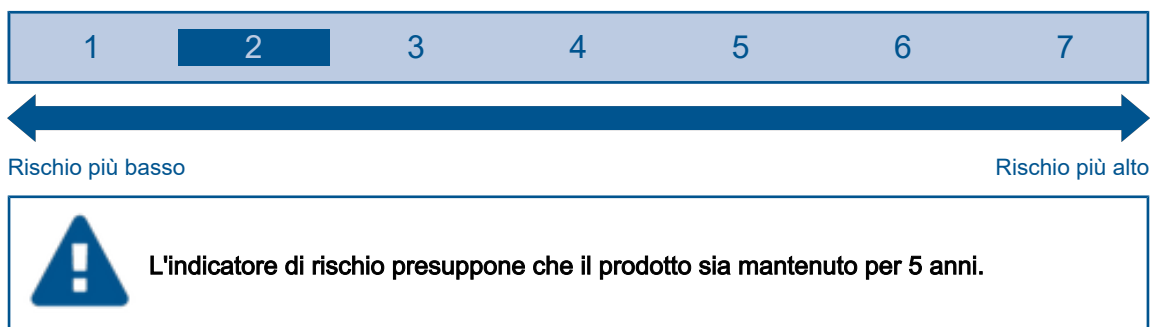 1 2 3 4 5 6 7
Rischio più basso Rischio più alto
L'indicatore di rischio presuppone che il prodotto sia mantenuto per 5 anni.